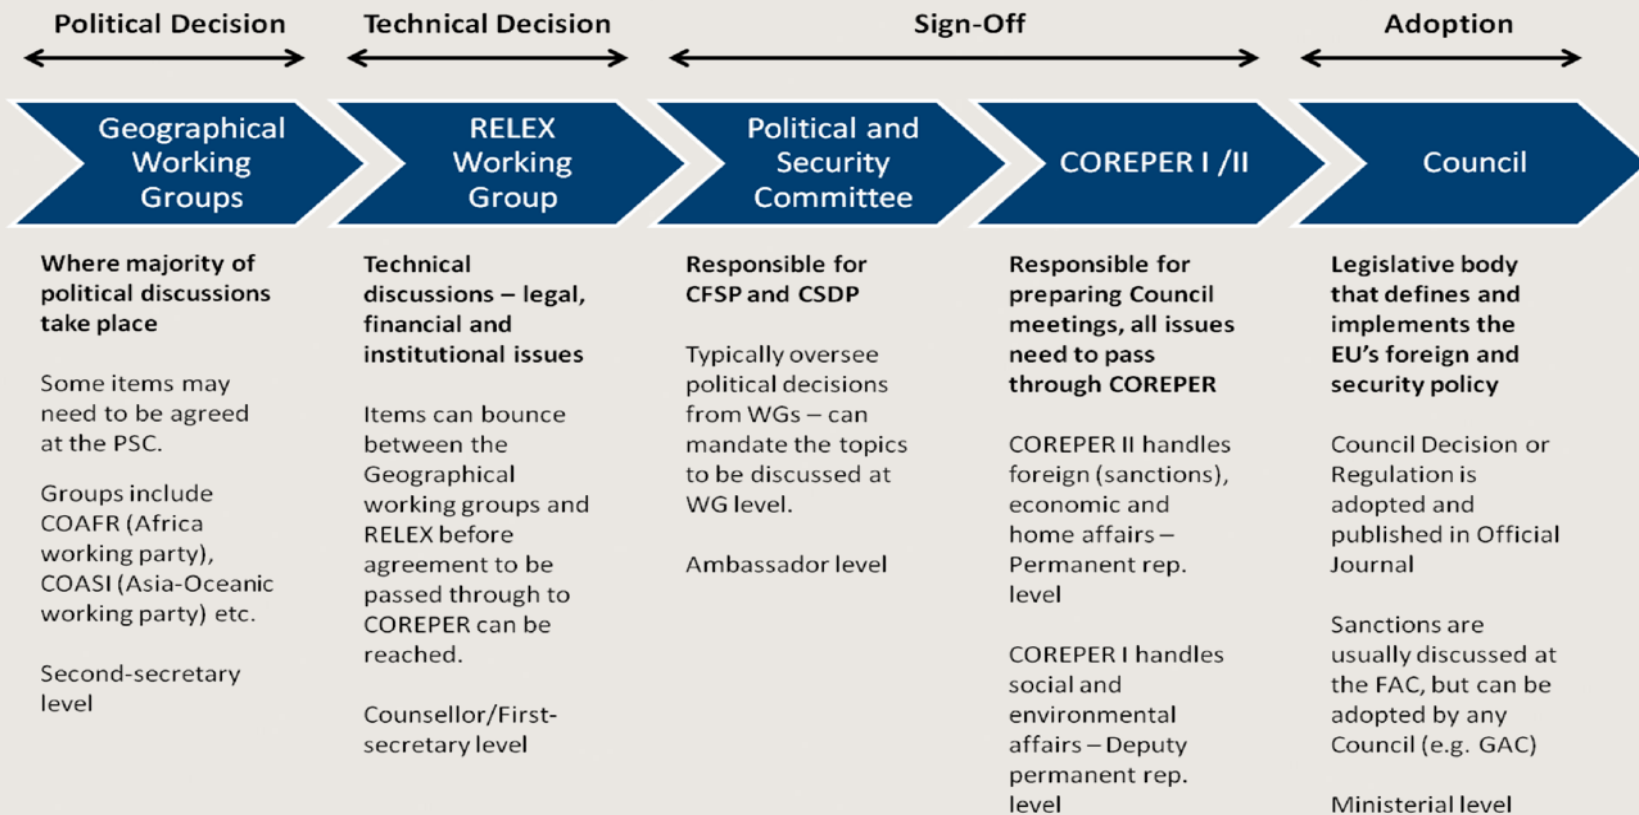 Political Decision
Technical Decision
Sign-Off
Adoption
Geographical
Working
Groups
RELEX
Working
Group
Political and
Security
Committee
COREPER I /II
Council
Where majority of
political discussions
take place
Some items may
need to be agreed
at the PSC.
Groups include
COAFR (Africa
working party),
COASI (Asia-Oceanic
working party) etc.
Second-secretary
level
Technical
discussions – legal,
financial and
institutional issues
Items can bounce
between the
Geographical
working groups and
RELEX before
agreement to be
passed through to
COREPER can be
reached.
Counsellor/First-
secretary level
Responsible for
CFSP and CSDP
Typically oversee
political decisions
from WGs – can
mandate the topics
to be discussed at
WG level.
Ambassador level
Responsible for
preparing Council
meetings, all issues
need to pass
through COREPER
COREPER II handles
foreign (sanctions),
economic and
home affairs –
Permanent rep.
level
COREPER I handles
social and
environmental
affairs – Deputy
permanent rep.
level
Legislative body
that defines and
implements the
EU's foreign and
security policy
Council Decision or
Regulation is
adopted and
published in Official
Journal
Sanctions are
usually discussed at
the FAC, but can be
adopted by any
Council (e.g. GAC)
Ministerial level